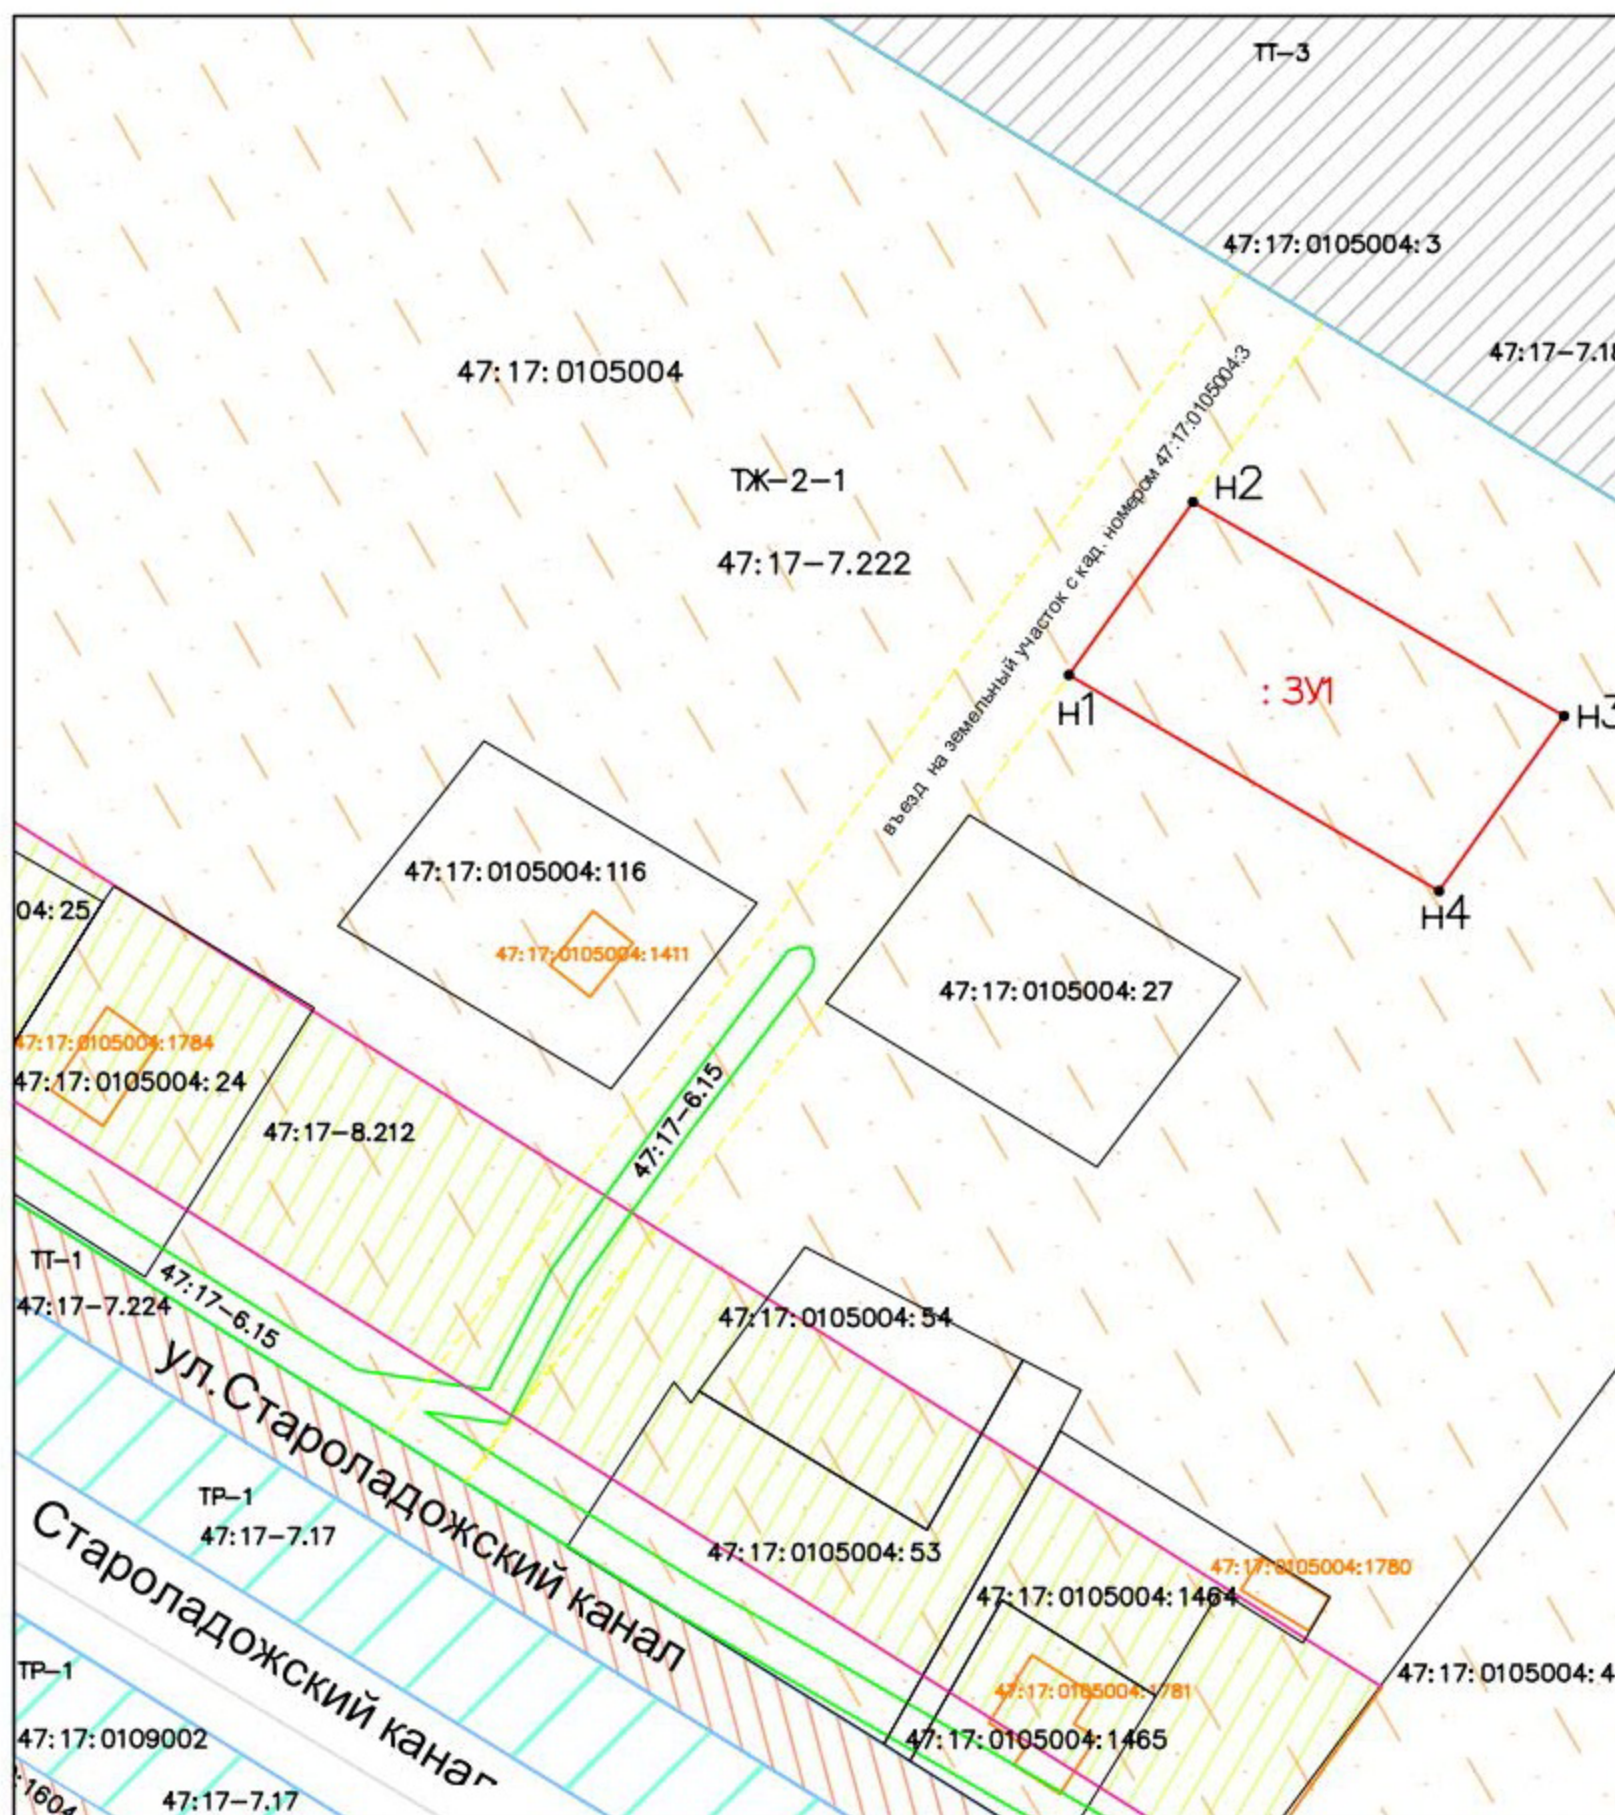 ТТ-3
47:17:0105004:3
47:17-7.18
47:17:0105004
ТЖ-2-1
47:17-7.222
въезд на земельный участок с кад. номером 47:17:0105004:3
н2
н1
:ЗУ1
н3
н4
47:17:0105004:116
47:17:0105004:1411
04:25
47:17:0105004:27
47:17:0105004:1784
47:17:0105004:24
47:17-8.212
47:17-6.15
ТТ-1
47:17-7.224
47:17-6.15
47:17:0105004:54
ул.Староладожский канал
ТР-1
47:17-7.17
47:17:0105004:53
47:17:0105004:1780
47:17:0105004:1464
Староладожский канал
ТР-1
47:17:0105004:4
47:17:0105004:1781
47:17:0109002
47:17:0105004:1465
:1604
47:17-7.17